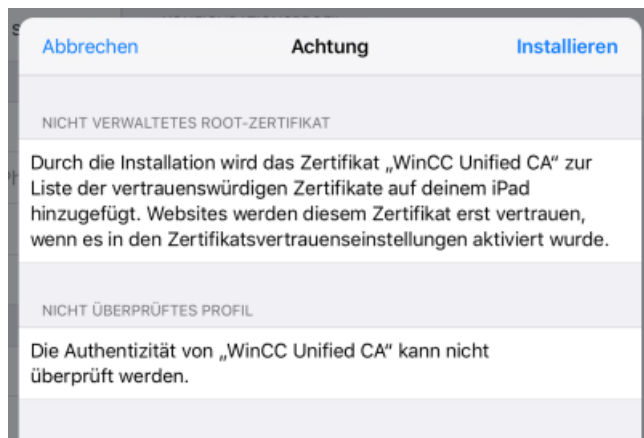 Abbrechen Achtung Installieren
NICHT VERWALTETES ROOT-ZERTIFIKAT
Durch die Installation wird das Zertifikat „WinCC Unified CA“ zur
Liste der vertrauenswürdigen Zertifikate auf deinem iPad
hinzugefügt. Websites werden diesem Zertifikat erst vertrauen,
wenn es in den Zertifikatsvertrauenseinstellungen aktiviert wurde.
NICHT ÜBERPRÜFTES PROFIL
Die Authentizität von „WinCC Unified CA“ kann nicht
überprüft werden.